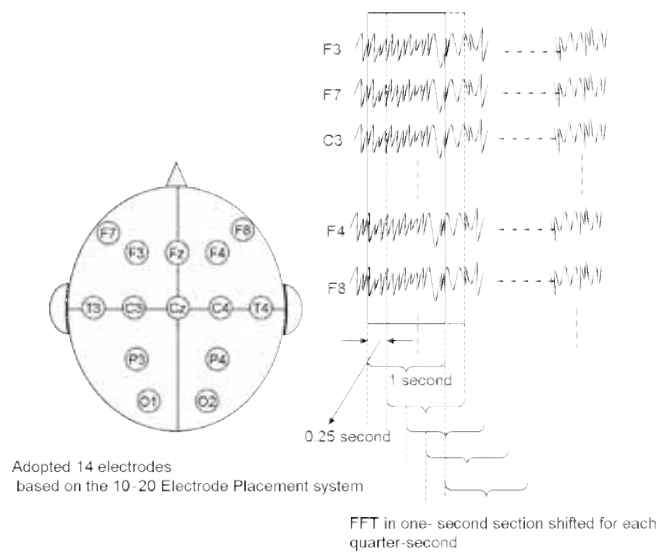 F3
F7
C3
F4
F8
F7
F8
F3
Fz
F4
T3
C3
Cz
C4
T4
P3
P4
O1
O2
1 second
0.25 second
Adopted 14 electrodes
based on the 10-20 Electrode Placement system
FFT in one- second section shifted for each
quarter-second